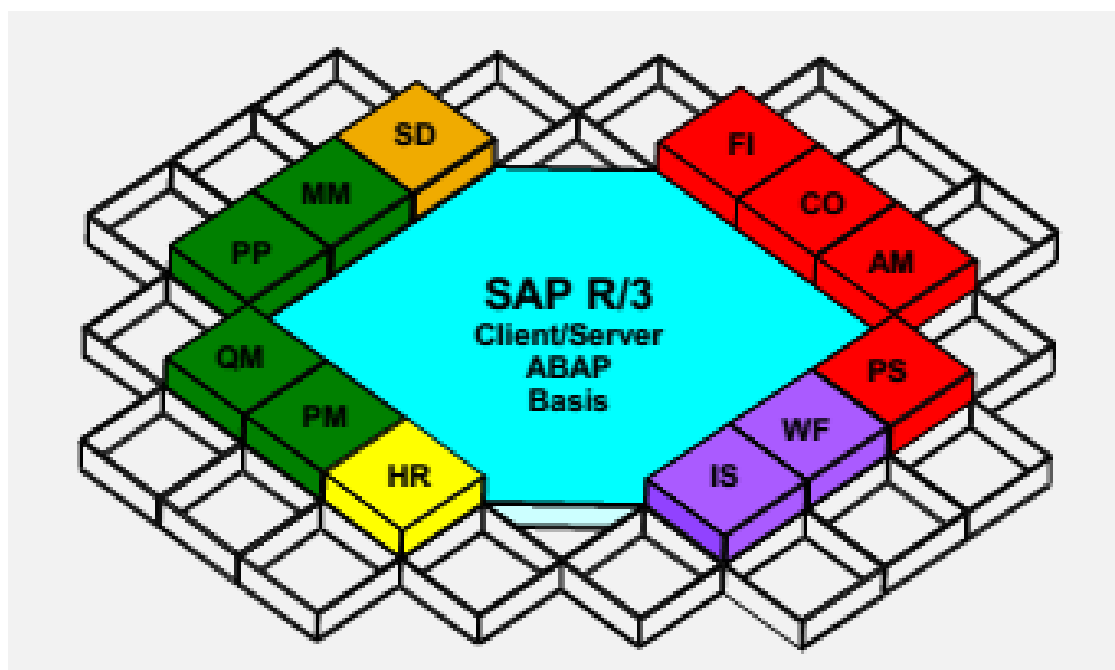 SD
FI
MM
CO
PP
AM
SAP R/3
Client/Server
ABAP
Basis
QM
PS
PM
WF
HR
IS